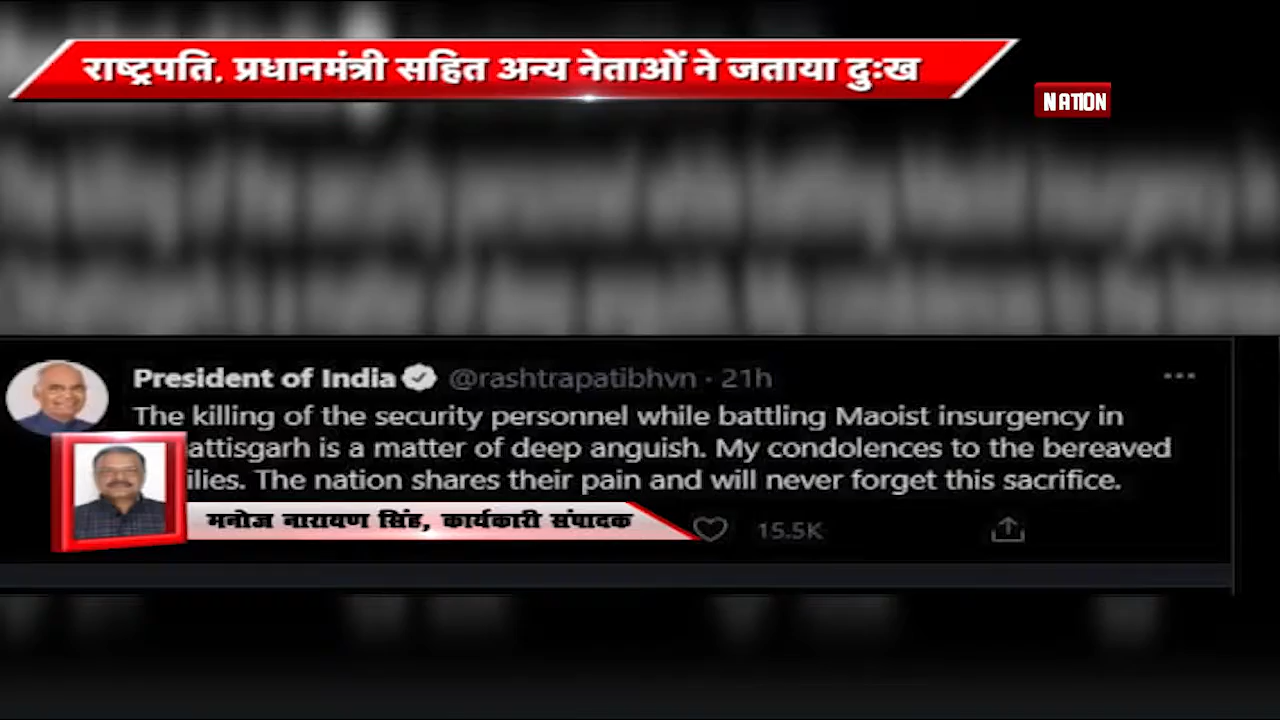 राष्ट्रपति, प्रधानमंत्री सहित अन्य नेताओं ने जताया दुःख
NATION
President of India @rashtrapatibhvn · 21h
The killing of the security personnel while battling Maoist insurgency in
attisgarh is a matter of deep anguish. My condolences to the bereaved
ilies. The nation shares their pain and will never forget this sacrifice.
मनोज नारायण सिंह, कार्यकारी संपादक
15.5K